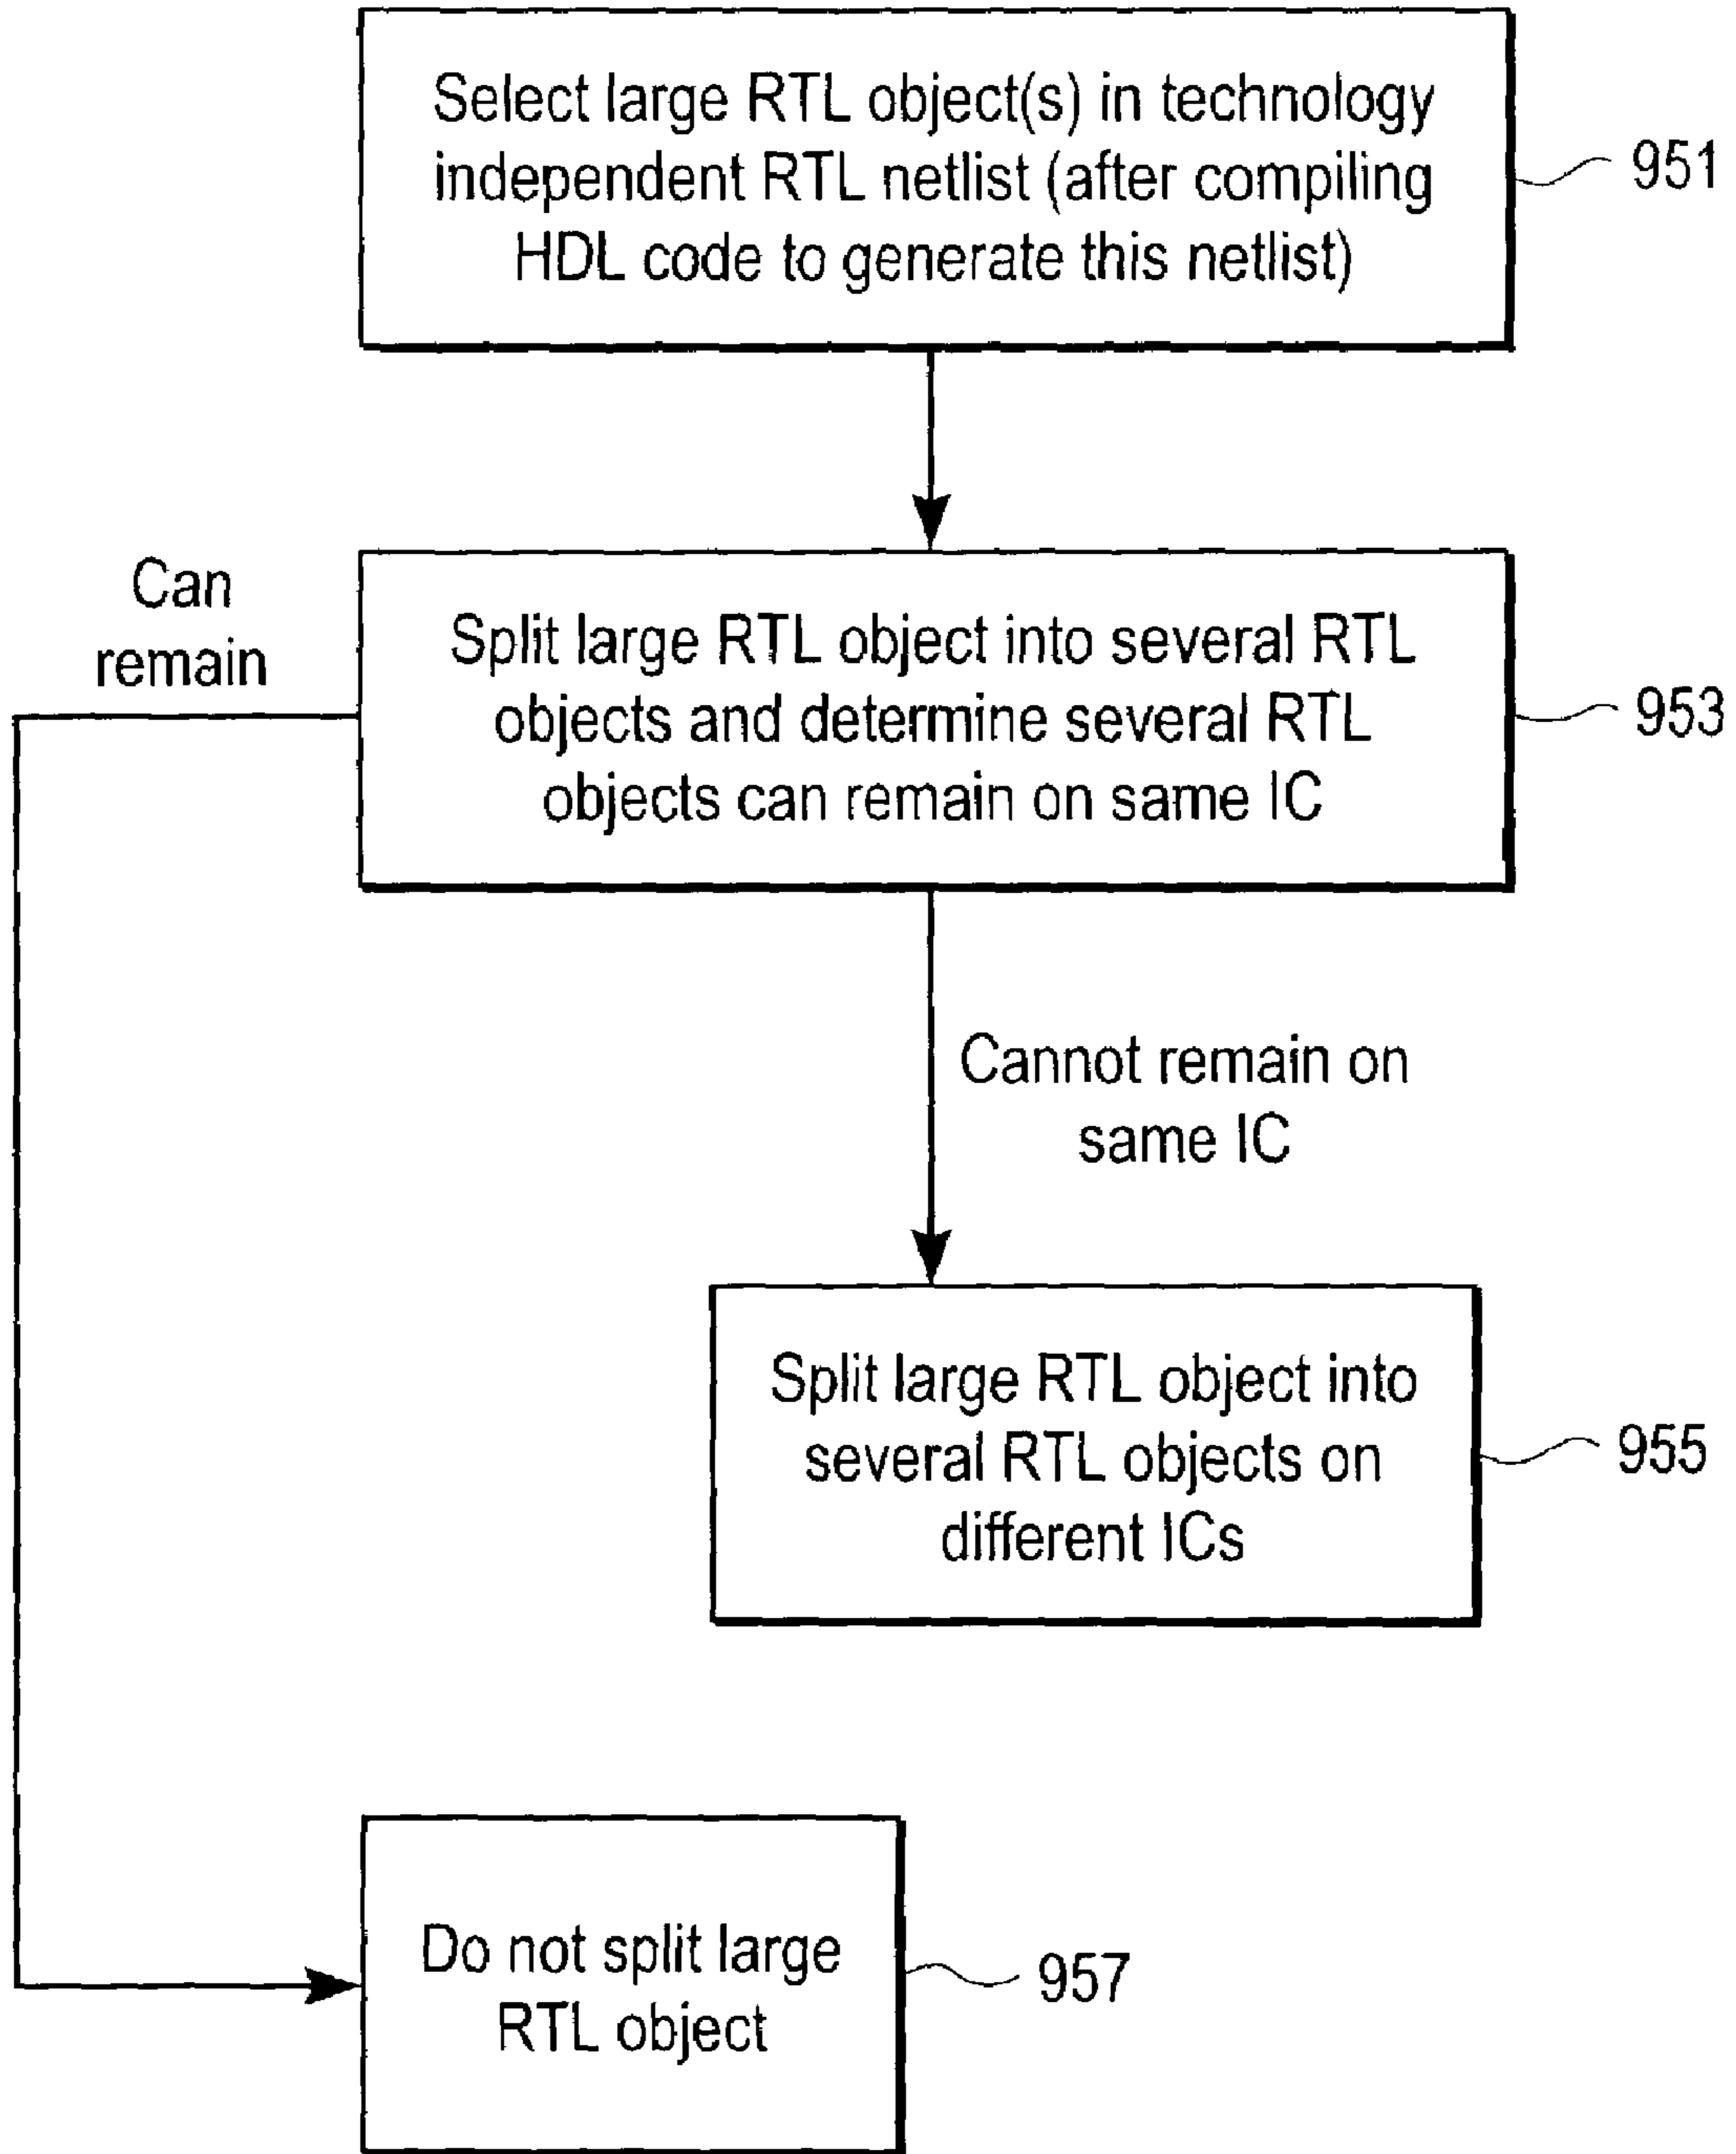 Select large RTL object(s) in technology
independent RTL netlist (after compiling
HDL code to generate this netlist)
951
Can
remain
Split large RTL object into several RTL
objects and determine several RTL
objects can remain on same IC
953
Cannot remain on
same IC
Split large RTL object into
several RTL objects on
different ICs
955
Do not split large
RTL object
957